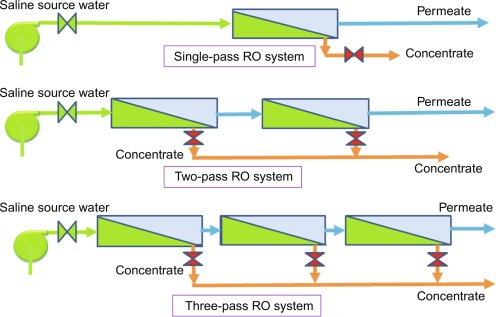 Saline source water
Permeate
Concentrate
Single-pass RO system
Saline source water
Permeate
Concentrate
Concentrate
Two-pass RO system
Saline source water
Permeate
Concentrate
Concentrate
Three-pass RO system